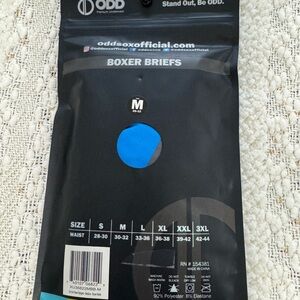 ODD
Stand Out, Be ODD.
oddsoxofficial.com
BOXER BRIEFS
M
SIZE S M L XL XXL 3XL
WAIST 28-30 30-32 33-36 36-38 39-42 42-44
RN # 154381
MADE IN CHINA
92% Polyester 8% Elastane